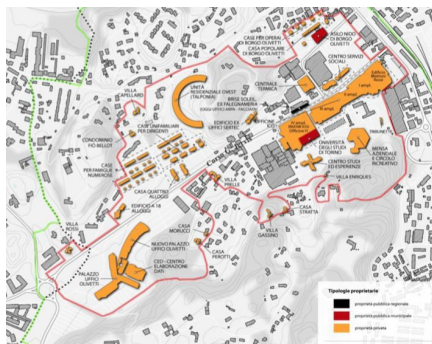 CASE PER OPERAI
DI BORGO
OLIVETTI
CASA POPOLARE
DI BORGO
OLIVETTI
ASILO NIDO
DI BORGO
OLIVETTI
CENTRO SERVIZI
SOCIALI
CENTRALE
TERMICA
VILLA
CAPELLARO
UNITÀ
RESIDENZIALE OVEST
(TALPONIA)
EDIFICIO EX
UFFICI SERTEC
OFFICINE
CASE UNIFAMILIARI
PER DIRIGENTI
CONDOMINIO
FIÒ BELLOT
CASE
PER FAMIGLIE
NUMEROSE
UNIVERSITÀ
DEGLI STUDI
DI TORINO
MENSA
AZIENDALE
E CIRCOLO
RICREATIVO
CENTRO STUDI
ED ESPERIENZE
VILLA ENRIQUES
CASA QUATTRO
ALLOGGI
EDIFICIO A 18
ALLOGGI
VILLA
PRELLE
CASA
STRATTA
VILLA
GASSINO
VILLA
ROSSI
CASA
MORUCCI
CASA
PEROTTI
NUOVO PALAZZO
UFFICI OLIVETTI
CED - CENTRO
ELABORAZIONE
DATI
PALAZZO
UFFICI
OLIVETTI
Tipologie proprietarie
proprietà pubblica regionale
proprietà pubblica municipale
proprietà privata